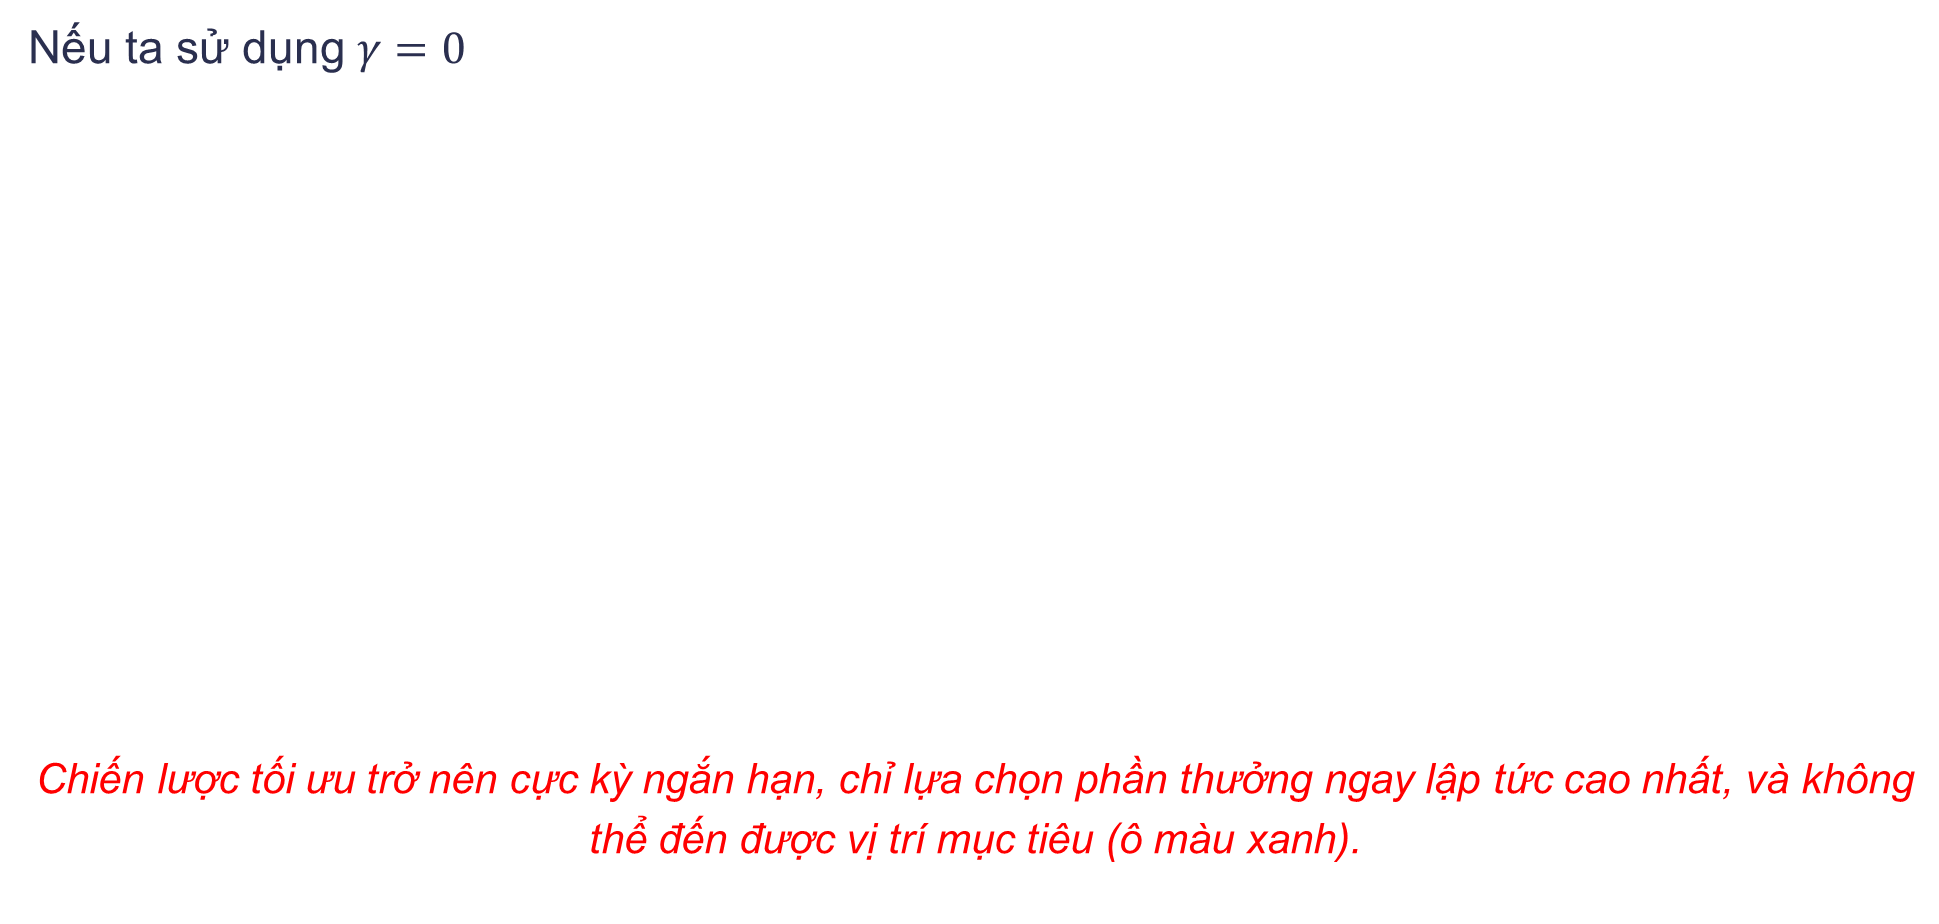 Nếu ta sử dụng γ = 0
Chiến lược tối ưu trở nên cực kỳ ngắn hạn, chỉ lựa chọn phần thưởng ngay lập tức cao nhất, và không
thể đến được vị trí mục tiêu (ô màu xanh).